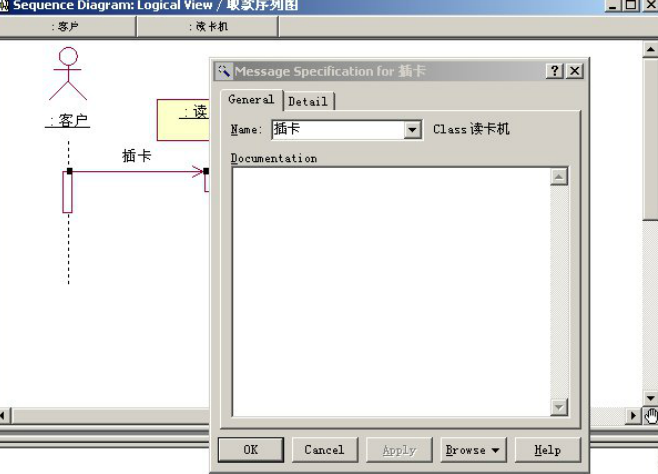 Sequence Diagram: Logical View / 取款序列图
: 客户
: 读卡机
Message Specification for 插卡
General
Detail
: 读
: 客户
Name:
插卡
Class 读卡机
插卡
Documentation
OK
Cancel
Apply
Browse
Help